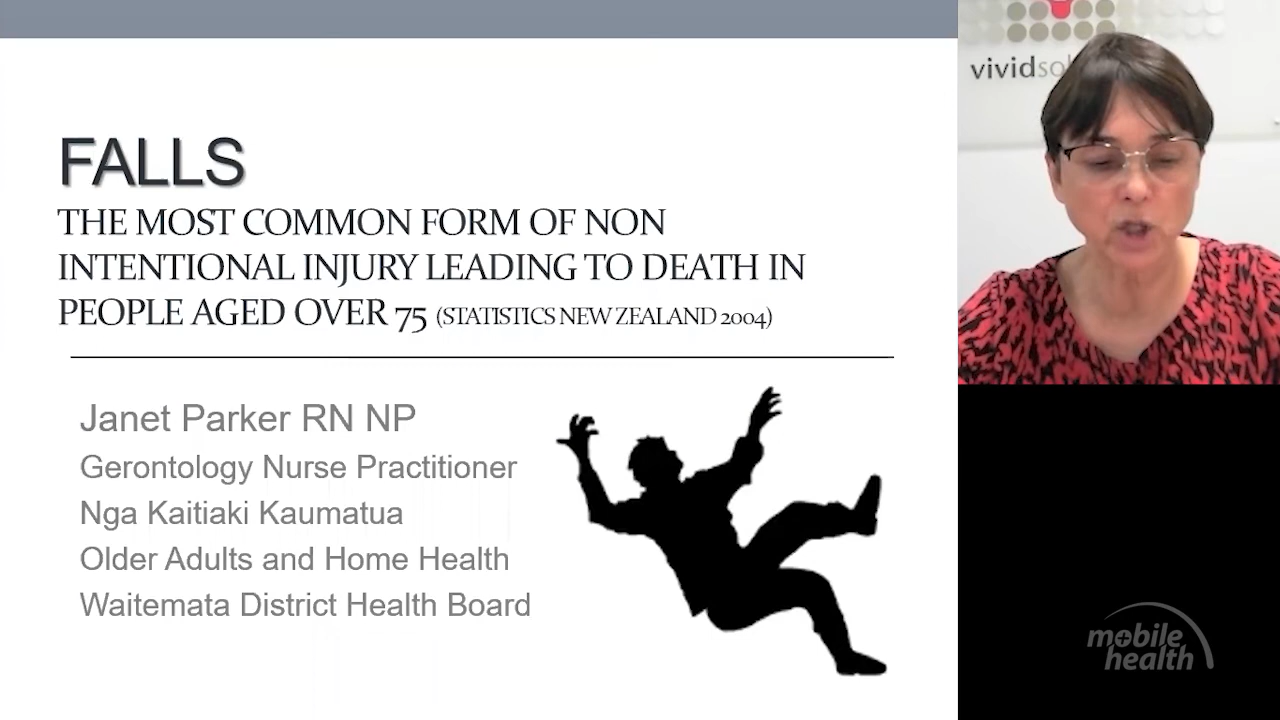 FALLS
THE MOST COMMON FORM OF NON
INTENTIONAL INJURY LEADING TO DEATH IN
PEOPLE AGED OVER 75 (STATISTICS NEW ZEALAND 2004)
Janet Parker RN NP
Gerontology Nurse Practitioner
Nga Kaitiaki Kaumatua
Older Adults and Home Health
Waitemata District Health Board
vividsol
mobile
health